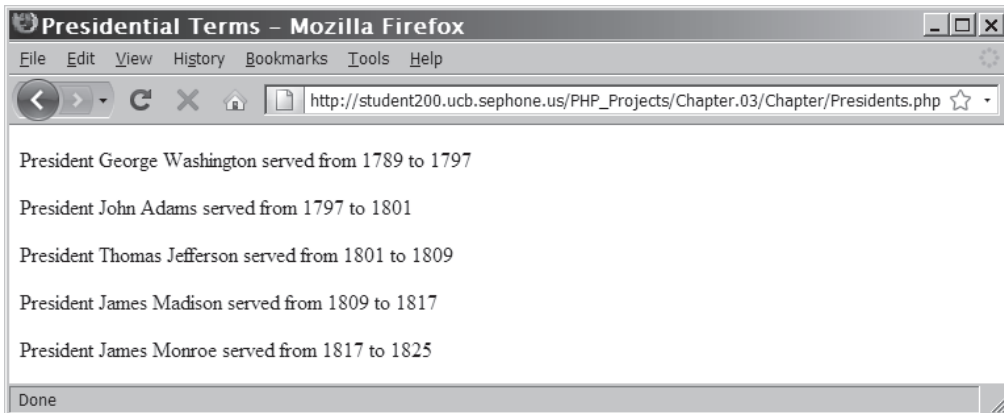 Presidential Terms – Mozilla Firefox
File Edit View History Bookmarks Tools Help
http://student200.ucb.sephone.us/PHP_Projects/Chapter.03/Chapter/Presidents.php
President George Washington served from 1789 to 1797
President John Adams served from 1797 to 1801
President Thomas Jefferson served from 1801 to 1809
President James Madison served from 1809 to 1817
President James Monroe served from 1817 to 1825
Done